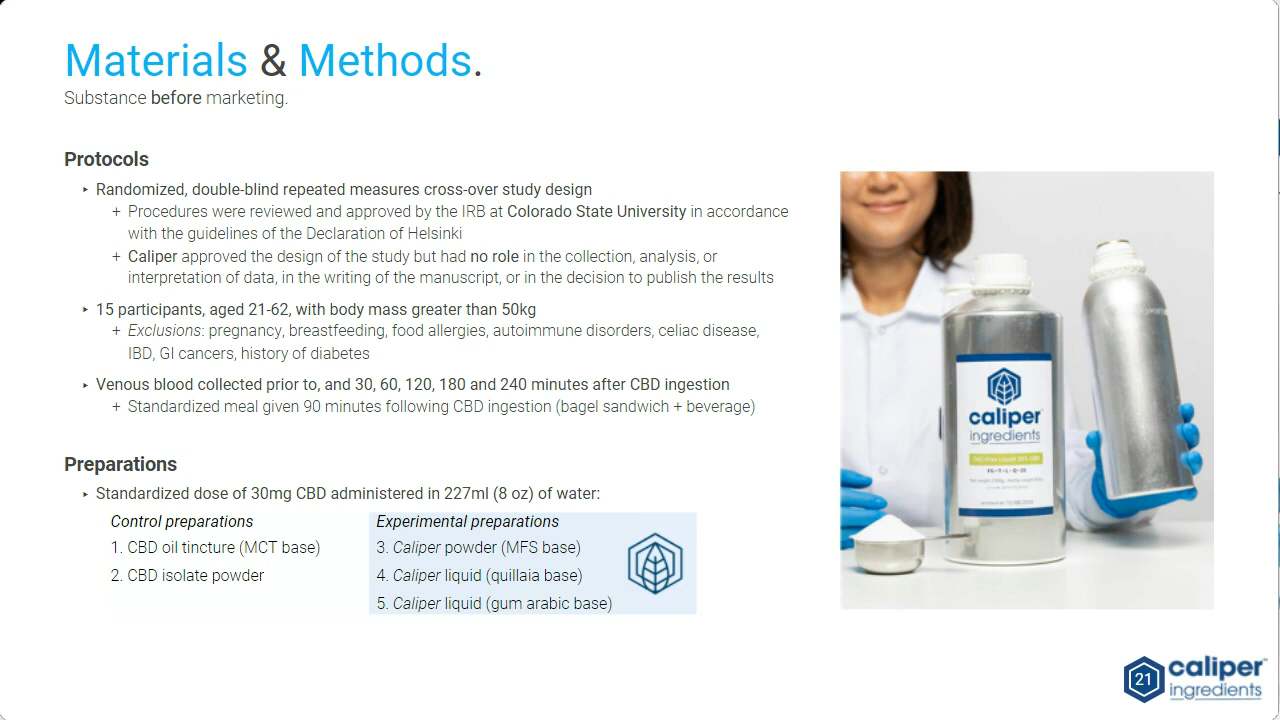 Materials & Methods.
Substance before marketing.
Protocols
‣ Randomized, double-blind repeated measures cross-over study design
+ Procedures were reviewed and approved by the IRB at Colorado State University in accordance
with the guidelines of the Declaration of Helsinki
+ Caliper approved the design of the study but had no role in the collection, analysis, or
interpretation of data, in the writing of the manuscript, or in the decision to publish the results
‣ 15 participants, aged 21-62, with body mass greater than 50kg
+ Exclusions: pregnancy, breastfeeding, food allergies, autoimmune disorders, celiac disease,
IBD, GI cancers, history of diabetes
‣ Venous blood collected prior to, and 30, 60, 120, 180 and 240 minutes after CBD ingestion
+ Standardized meal given 90 minutes following CBD ingestion (bagel sandwich + beverage)
Preparations
‣ Standardized dose of 30mg CBD administered in 227ml (8 oz) of water:
Control preparations
1. CBD oil tincture (MCT base)
2. CBD isolate powder
Experimental preparations
3. Caliper powder (MFS base)
4. Caliper liquid (quillaia base)
5. Caliper liquid (gum arabic base)
caliper
ingredients
THC-Free Liquid 20% CBD
21
caliper™
ingredients